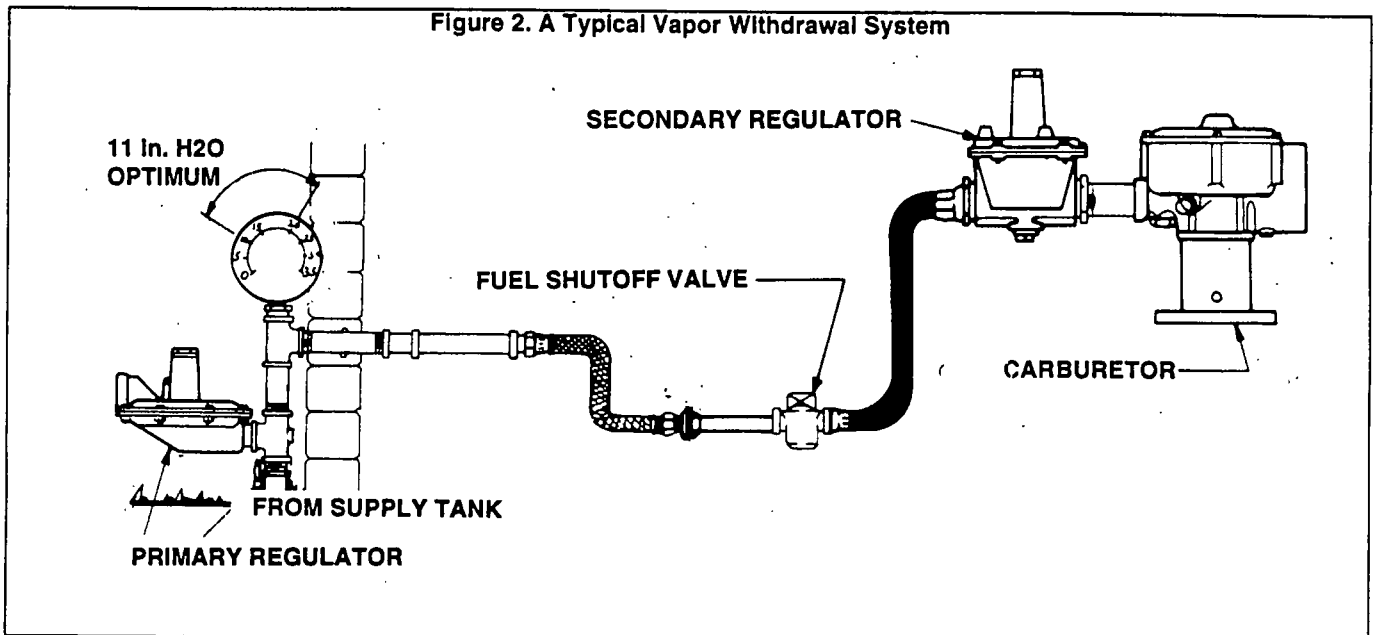 Figure 2. A Typical Vapor Withdrawal System
11 in. H2O
OPTIMUM
SECONDARY REGULATOR
FUEL SHUTOFF VALVE
CARBURETOR
FROM SUPPLY TANK
PRIMARY REGULATOR